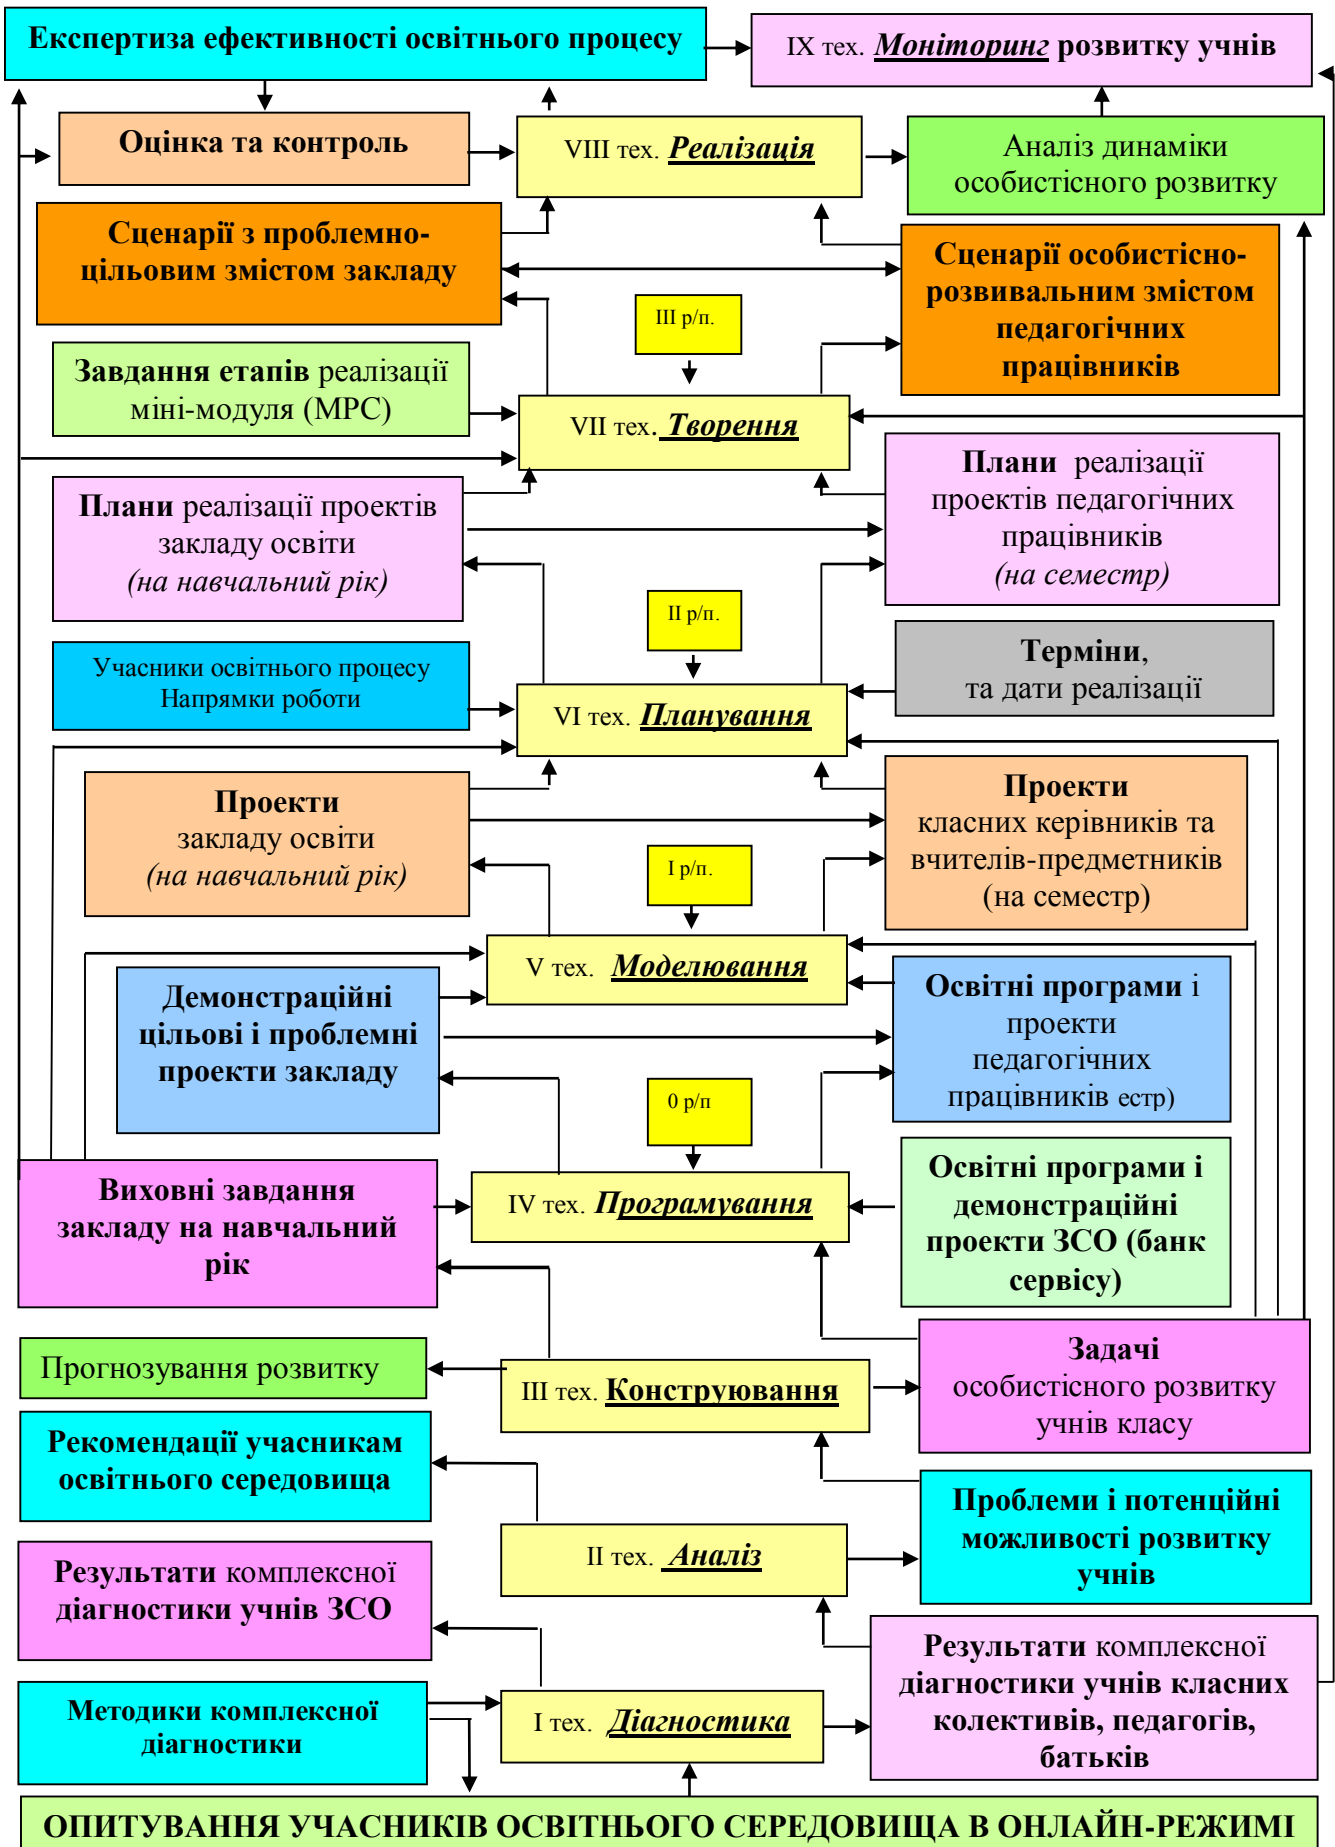 Експертиза ефективності освітнього процесу
ІХ тех. Моніторинг розвитку учнів
Оцінка та контроль
VIII тех. Реалізація
Аналіз динаміки
особистісного розвитку
Сценарії з проблемно-
цільовим змістом закладу
Сценарії особистісно-
розвивальним змістом
педагогічних
працівників
ІІІ р/п.
Завдання етапів реалізації
міні-модуля (МРС)
VII тех. Творення
Плани реалізації проектів
закладу освіти
(на навчальний рік)
Плани реалізації
проектів педагогічних
працівників
(на семестр)
ІІ р/п.
Учасники освітнього процесу
Напрямки роботи
Терміни,
та дати реалізації
VI тех. Планування
Проекти
закладу освіти
(на навчальний рік)
Проекти
класних керівників та
вчителів-предметників
(на семестр)
І р/п.
V тех. Моделювання
Демонстраційні
цільові і проблемні
проекти закладу
Освітні програми і
проекти
педагогічних
працівників естр)
0 р/п
Виховні завдання
закладу на навчальний
рік
IV тех. Програмування
Освітні програми і
демонстраційні
проекти ЗСО (банк
сервісу)
Прогнозування розвитку
ІІІ тех. Конструювання
Задачі
особистісного розвитку
учнів класу
Рекомендації учасникам
освітнього середовища
ІІ тех. Аналіз
Проблеми і потенційні
можливості розвитку
учнів
Результати комплексної
діагностики учнів ЗСО
Результати комплексної
діагностики учнів класних
колективів, педагогів,
батьків
Методики комплексної
діагностики
І тех. Діагностика
ОПИТУВАННЯ УЧАСНИКІВ ОСВІТНЬОГО СЕРЕДОВИЩА В ОНЛАЙН-РЕЖИМІ